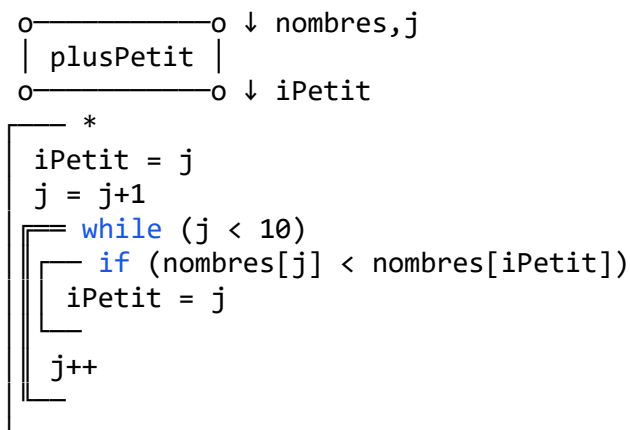 o────────────o ↓ nombres,j
│ plusPetit │
o────────────o ↓ iPetit
┌─── *
│ iPetit = j
│ j = j+1
│╔══ while (j < 10)
│║┌── if (nombres[j] < nombres[iPetit])
│║│ iPetit = j
│║└──
│║ j++
│╙──
│